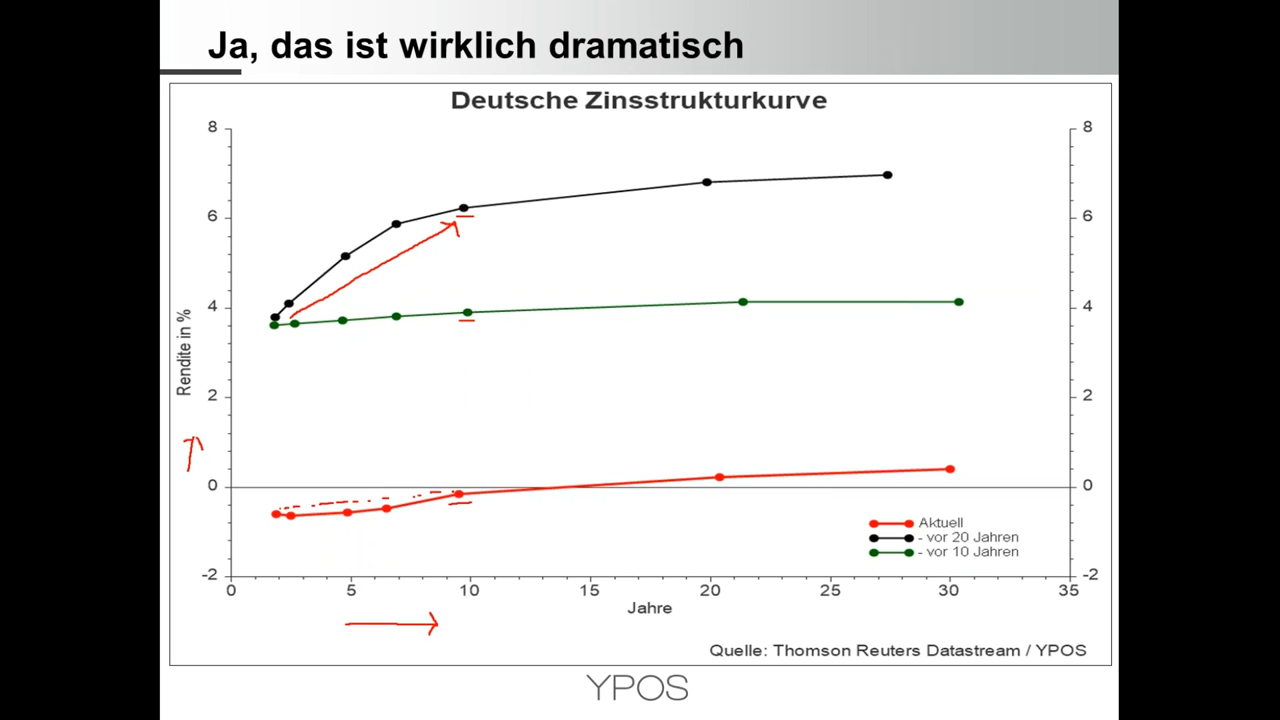 Ja, das ist wirklich dramatisch
Deutsche Zinsstrukturkurve
8
6
4
2
0
-2
8
6
4
2
0
-2
Rendite in %
0 5 10 15 20 25 30 35
Jahre
Aktuell
- vor 20 Jahren
- vor 10 Jahren
Quelle: Thomson Reuters Datastream / YPOS
YPOS